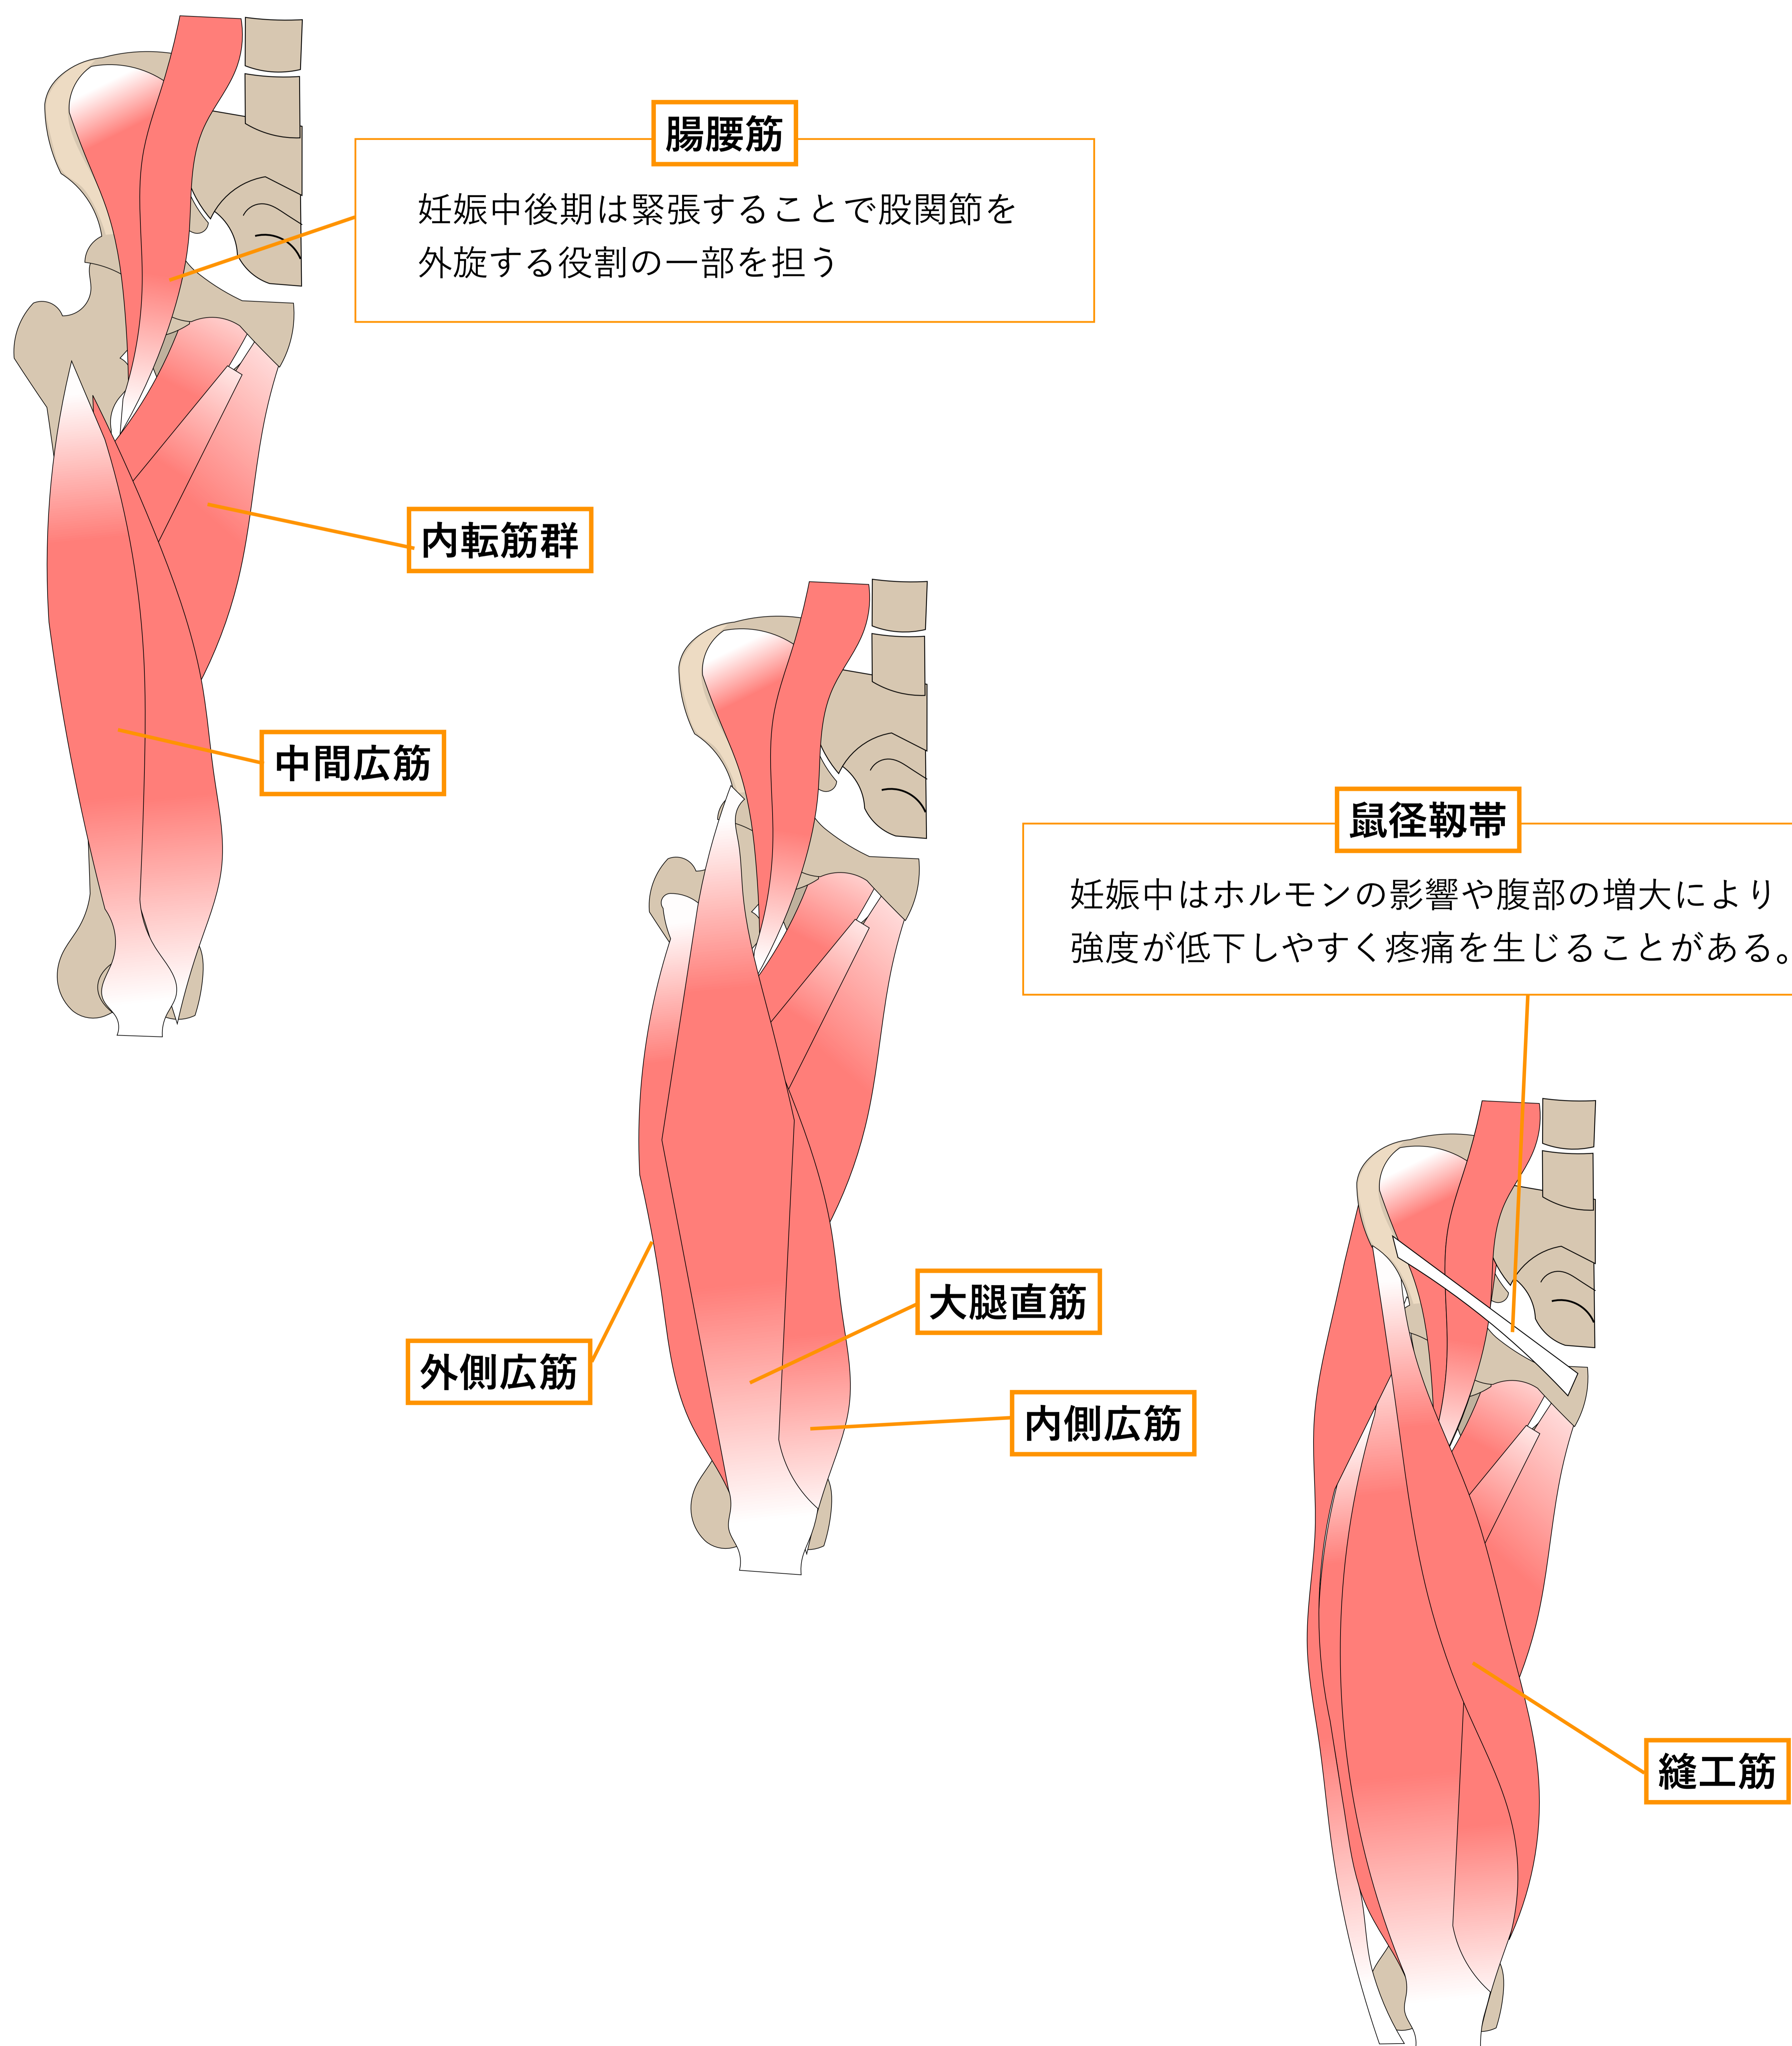 腸腰筋
妊娠中後期は緊張することで股関節を
外旋する役割の一部を担う
内転筋群
中間広筋
鼠径靱帯
妊娠中はホルモンの影響や腹部の増大により
強度が低下しやすく疼痛を生じることがある。
大腿直筋
外側広筋
内側広筋
縫工筋